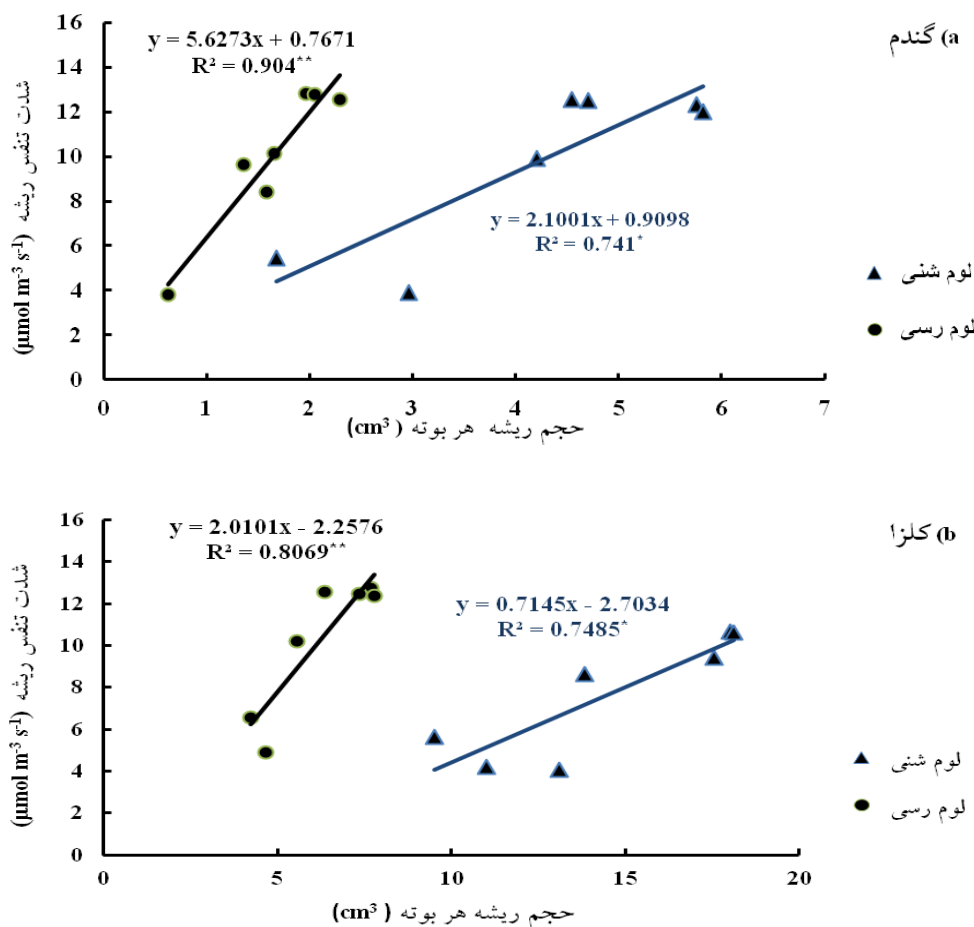 a) گندم
y = 5.6273x + 0.7671
R² = 0.904**
y = 2.1001x + 0.9098
R² = 0.741*
لوم شنی
لوم رسی
شدت تنفس ریشه (µmol m-3 s-1)
16
14
12
10
8
6
4
2
0
0 1 2 3 4 5 6 7
حجم ریشه هر بوته (cm³)
b) کلزا
y = 2.0101x - 2.2576
R² = 0.8069**
y = 0.7145x - 2.7034
R² = 0.7485*
لوم شنی
لوم رسی
شدت تنفس ریشه (µmol m-3 s-1)
16
14
12
10
8
6
4
2
0
0 5 10 15 20
حجم ریشه هر بوته (cm³)